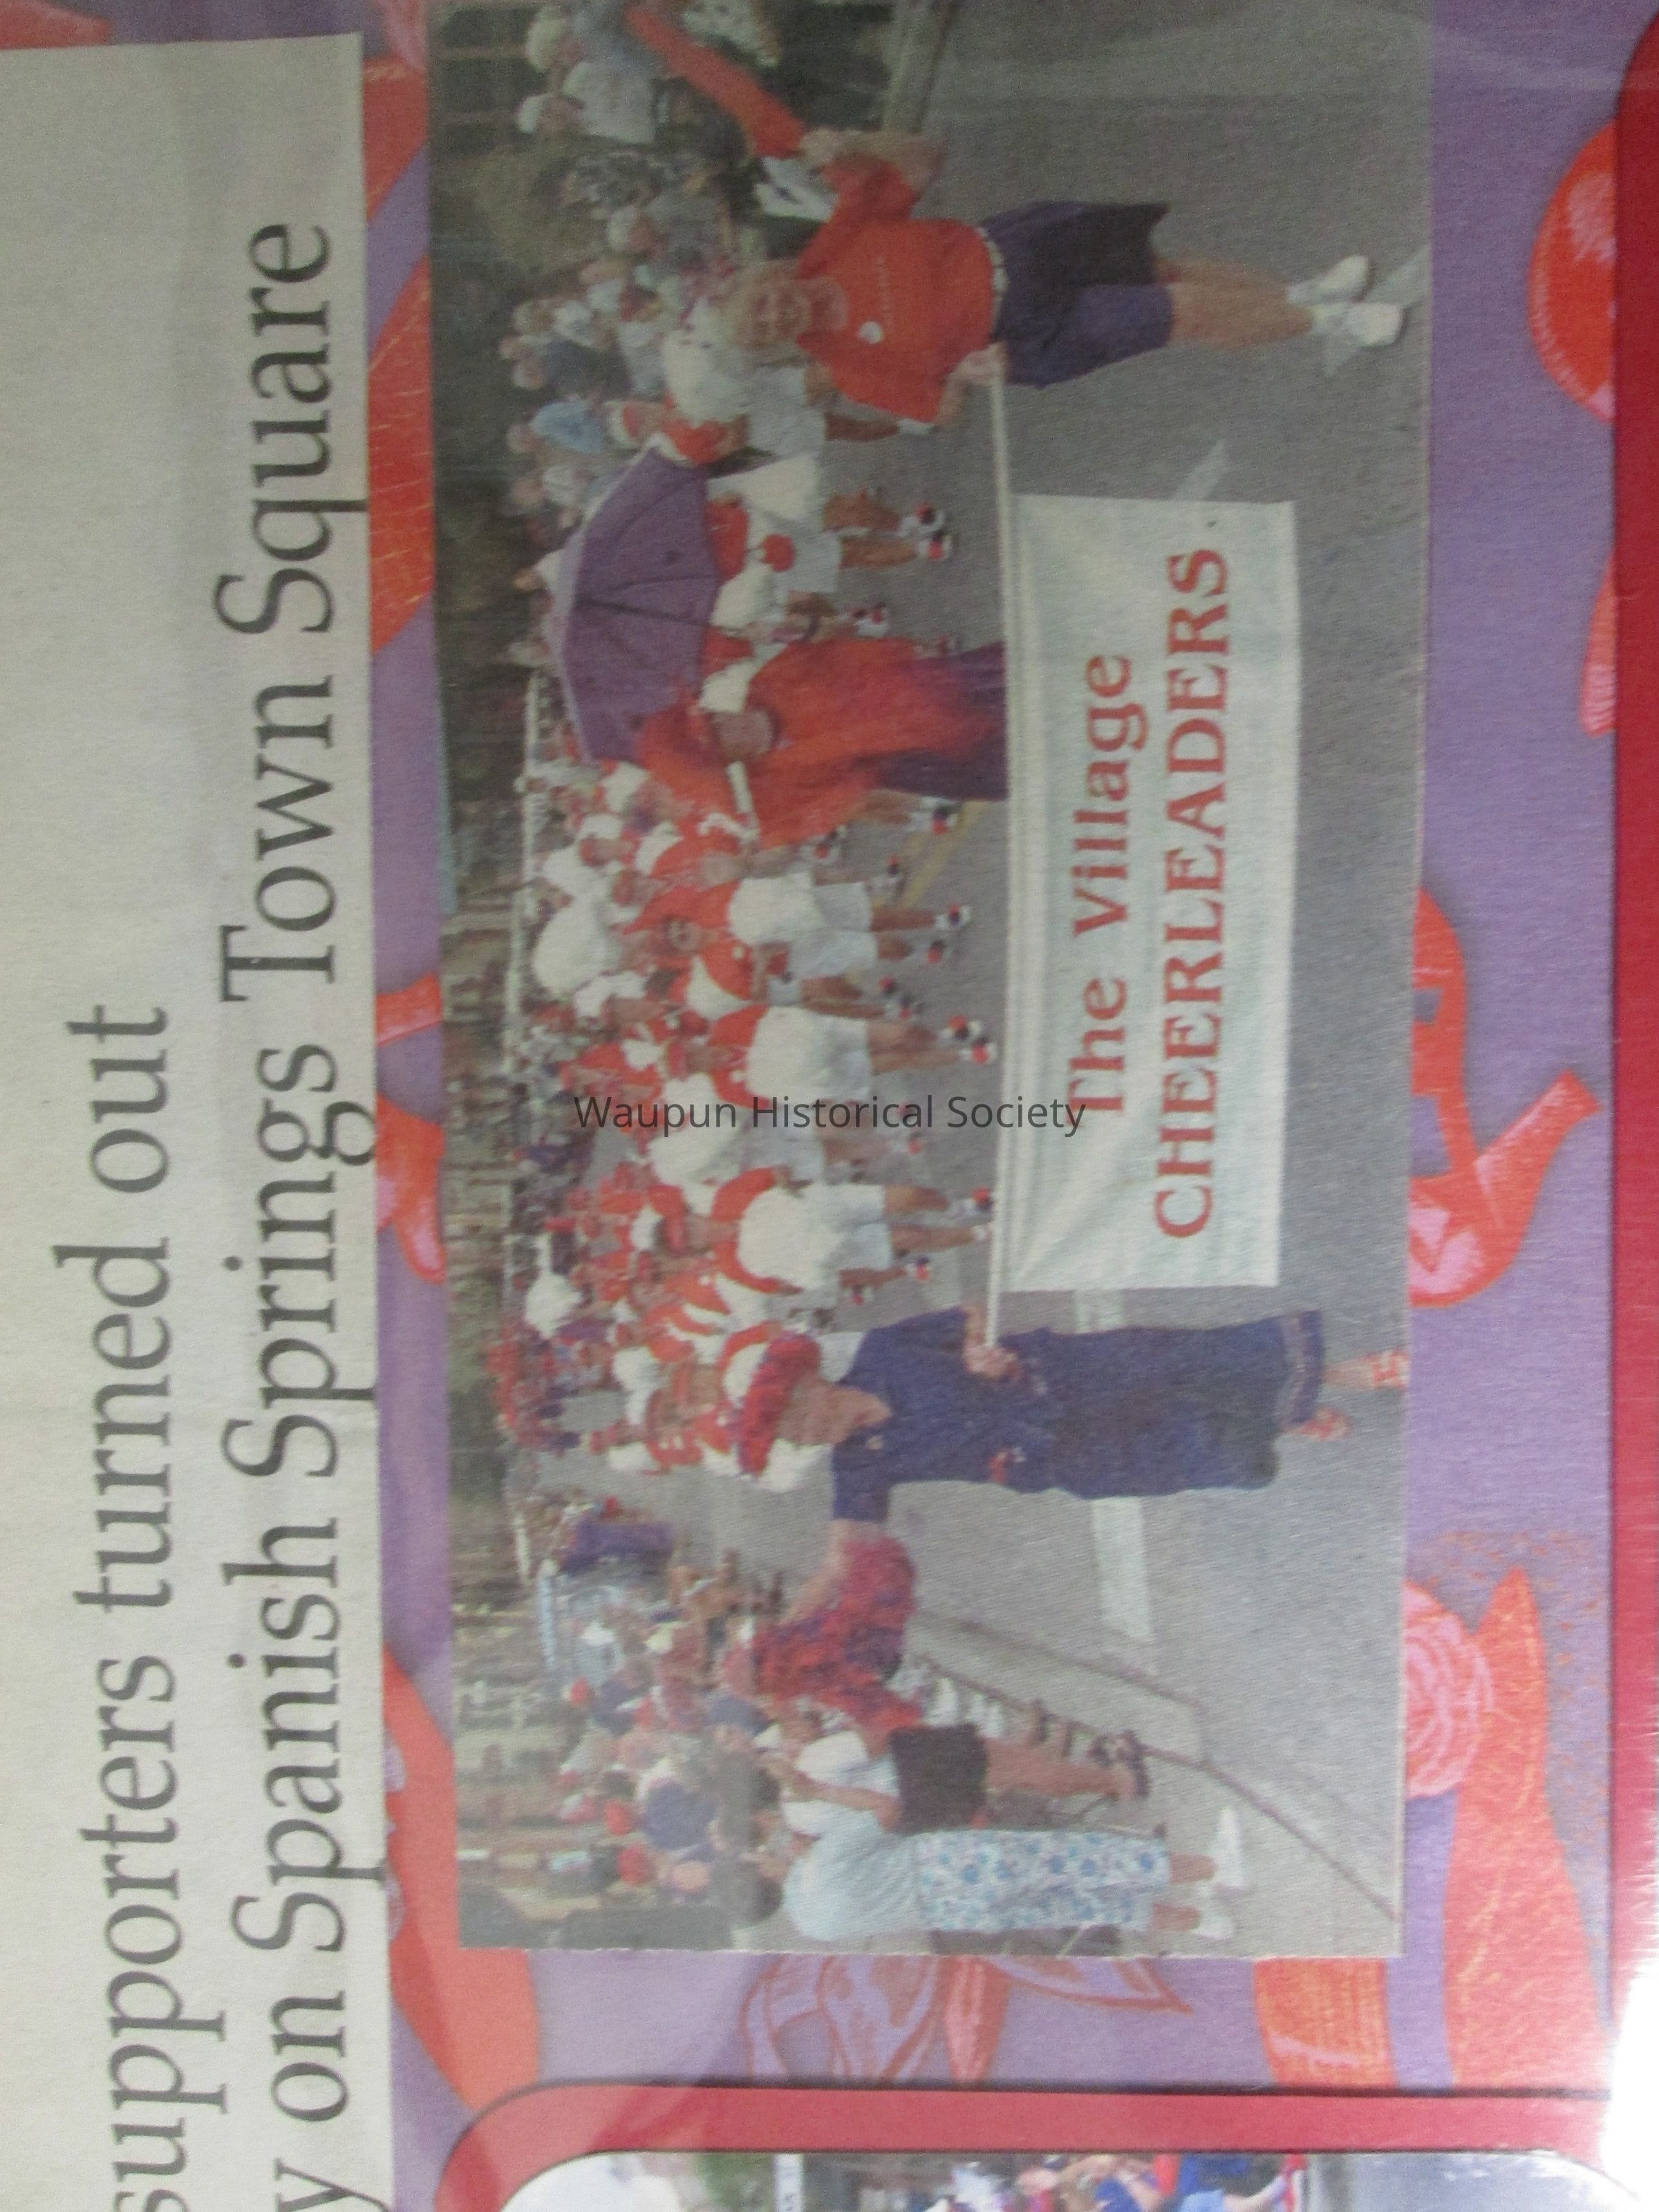 supporters turned out
y on Spanish Springs Town Square
The Village
CHEERLEADERS
Waupun Historical Society